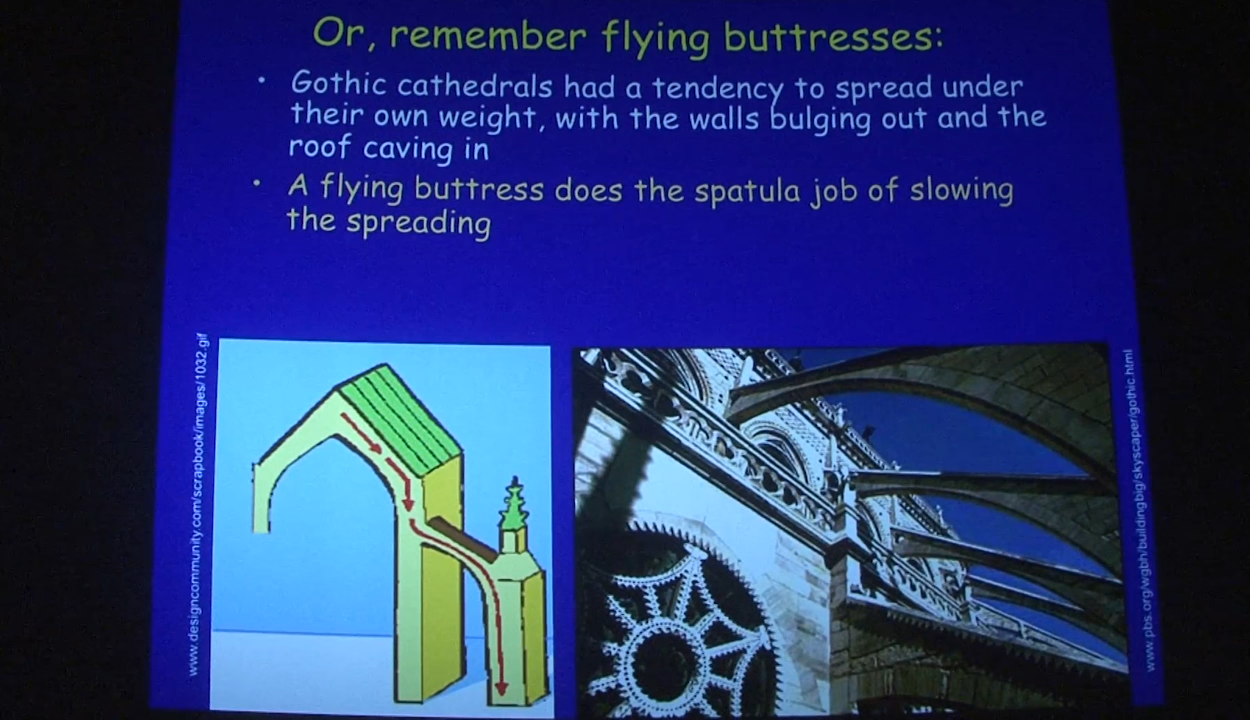 Or, remember flying buttresses:
• Gothic cathedrals had a tendency to spread under
their own weight, with the walls bulging out and the
roof caving in
• A flying buttress does the spatula job of slowing
the spreading
www.designcommunity.com/scrapbook/images/1032.gif
www.pbs.org/wgbh/buildingbig/skyscaper/gothic.html